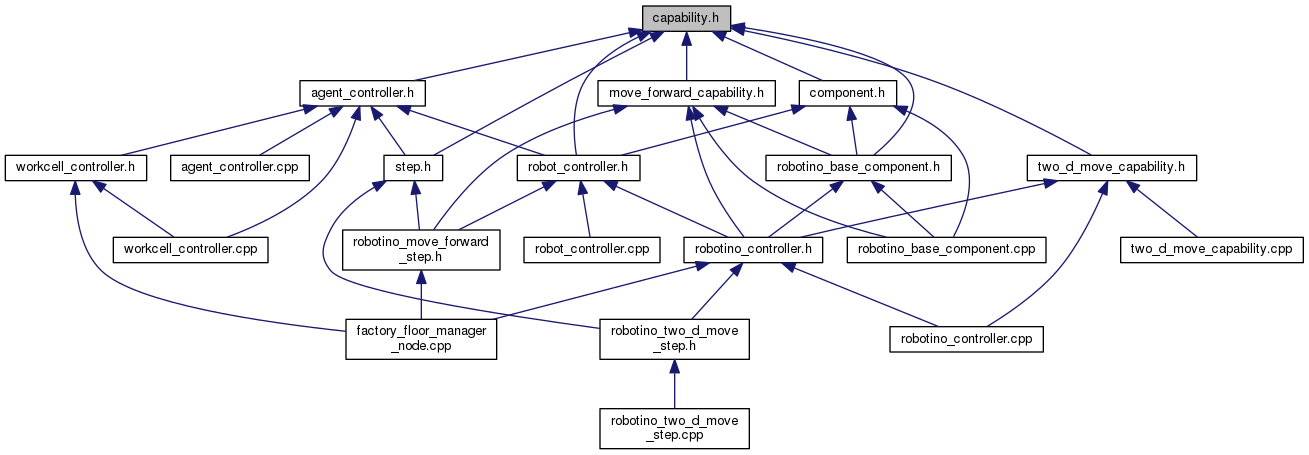 capability.h
agent_controller.h
move_forward_capability.h
component.h
workcell_controller.h
agent_controller.cpp
step.h
robot_controller.h
robotino_base_component.h
two_d_move_capability.h
workcell_controller.cpp
robotino_move_forward
_step.h
robot_controller.cpp
robotino_controller.h
robotino_base_component.cpp
two_d_move_capability.cpp
factory_floor_manager
_node.cpp
robotino_two_d_move
_step.h
robotino_controller.cpp
robotino_two_d_move
_step.cpp